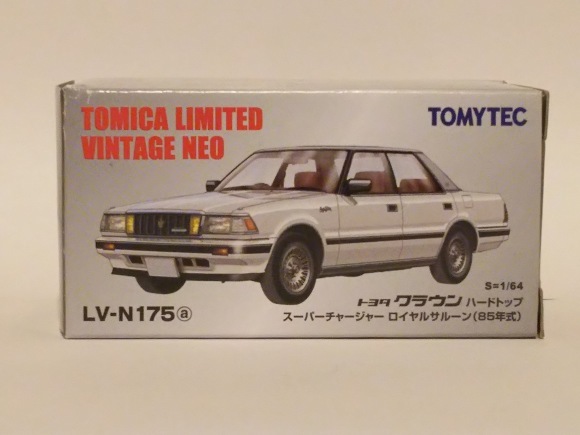 TOMICA LIMITED
VINTAGE NEO
TOMYTEC
S=1/64
トヨタ クラウン ハードトップ
LV-N175ⓐ
スーパーチャージャー ロイヤルサルーン(85年式)